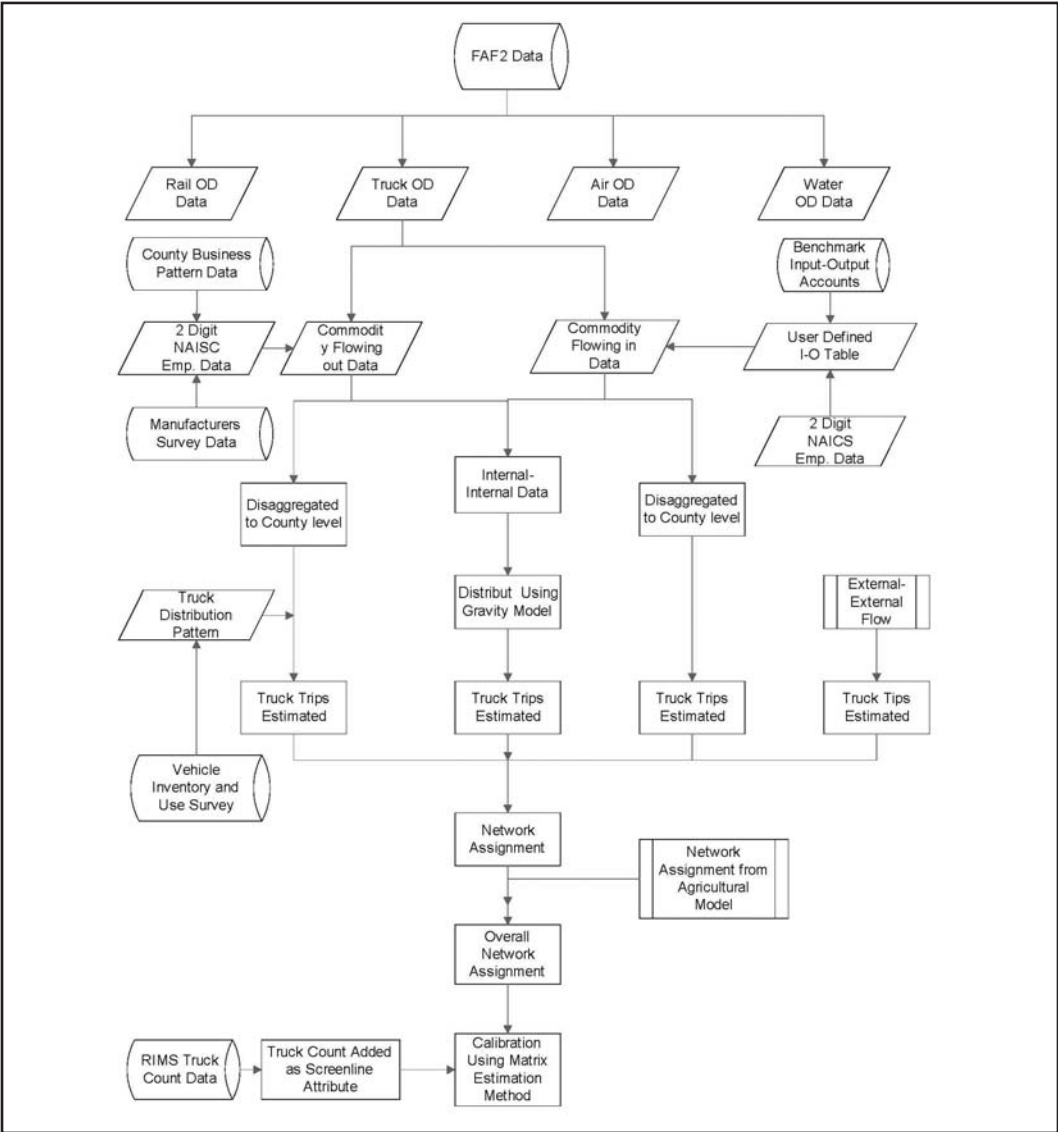 FAF2 Data
Rail OD
Data
Truck OD
Data
Air OD
Data
Water
OD Data
County Business
Pattern Data
Benchmark
Input-Output
Accounts
2 Digit
NAISC
Emp. Data
Commodit
y Flowing
out Data
Commodity
Flowing in
Data
User Defined
I-O Table
Manufacturers
Survey Data
2 Digit
NAICS
Emp. Data
Internal-
Internal Data
Disaggregated
to County level
Disaggregated
to County level
Truck
Distribution
Pattern
Distribut Using
Gravity Model
External-
External
Flow
Truck Trips
Estimated
Truck Trips
Estimated
Truck Trips
Estimated
Truck Tips
Estimated
Vehicle
Inventory and
Use Survey
Network
Assignment
Network
Assignment from
Agricultural
Model
Overall
Network
Assignment
RIMS Truck
Count Data
Truck Count Added
as Screenline
Attribute
Calibration
Using Matrix
Estimation
Method